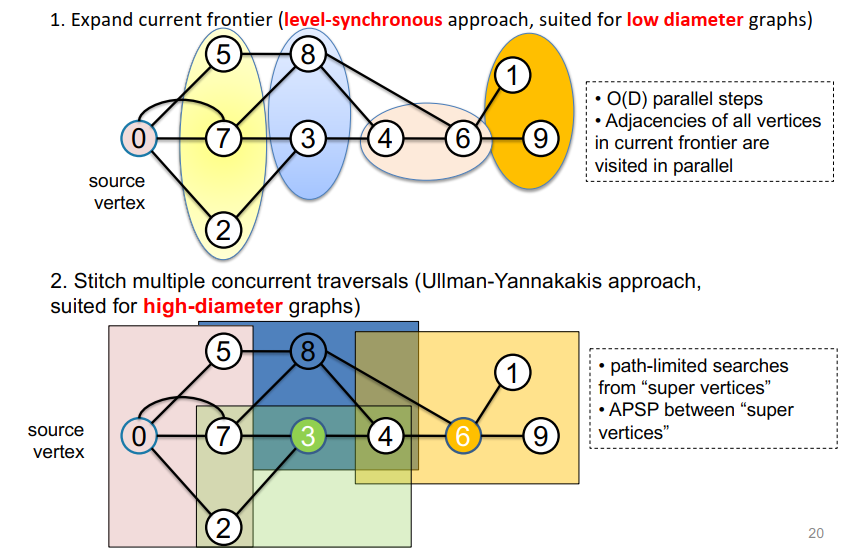 1. Expand current frontier (level-synchronous approach, suited for low diameter graphs)
5 8
1
0 7 3 4 6 9
source
vertex
2
• O(D) parallel steps
• Adjacencies of all vertices
in current frontier are
visited in parallel
2. Stitch multiple concurrent traversals (Ullman-Yannakakis approach,
suited for high-diameter graphs)
5 8
1
0 7 3 4 6 9
source
vertex
2
• path-limited searches
from “super vertices”
• APSP between “super
vertices”
20